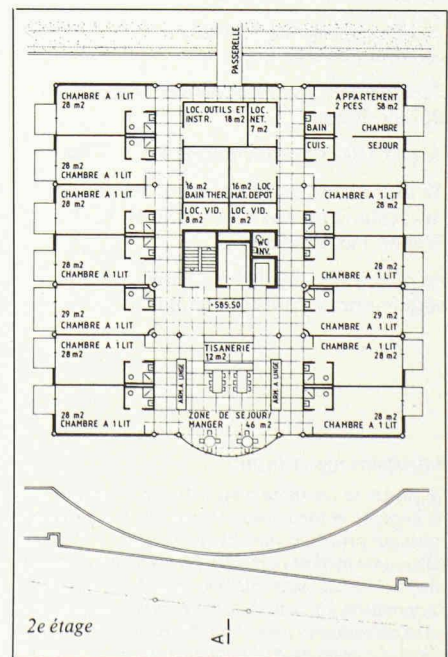 PASSERELLE
CHAMBRE A 1 LIT
28 m2
28 m2
CHAMBRE A 1 LIT
CHAMBRE A 1 LIT
28 m2
28 m2
CHAMBRE A 1 LIT
29 m2
CHAMBRE A 1 LIT
CHAMBRE A 1 LIT
28 m2
28 m2
CHAMBRE A 1 LIT
LOC. OUTILS ET
INSTR. 18 m2
LOC.
NET.
7 m2
16 m2
BAIN THER.
16 m2 LOC.
MAT. DEPOT
LOC. VID.
8 m2
LOC. VID.
8 m2
WC
INV.
+585,50
TISANERIE
12 m2
ARM. A LINGE
ARM. A LINGE
ZONE DE SEJOUR/
MANGER 46 m2
APPARTEMENT
2 PCES 58 m2
BAIN
CHAMBRE
CUIS.
SEJOUR
CHAMBRE A 1 LIT
28 m2
28 m2
CHAMBRE A 1 LIT
29 m2
CHAMBRE A 1 LIT
CHAMBRE A 1 LIT
28 m2
28 m2
CHAMBRE A 1 LIT
2e étage
A